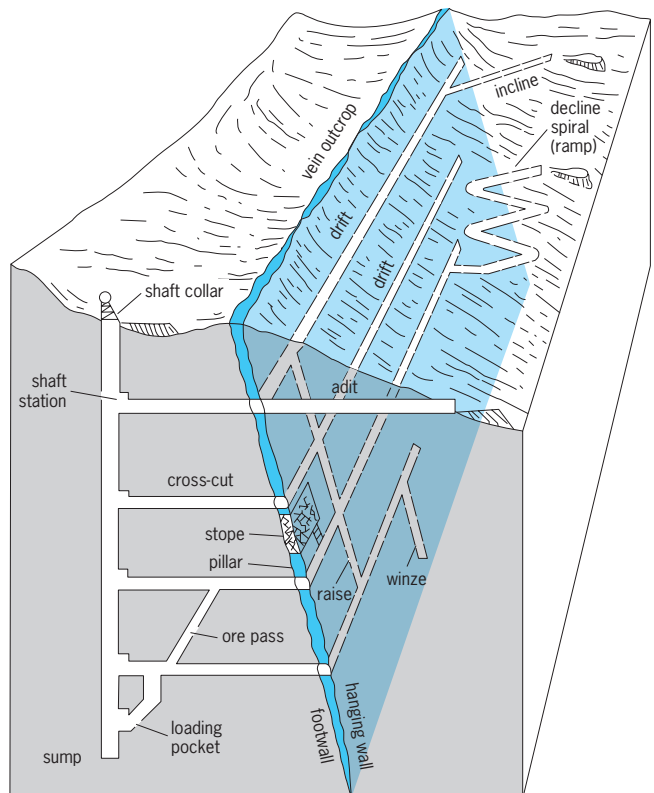 incline
decline
spiral
(ramp)
vein outcrop
drift
drift
shaft collar
shaft
station
adit
cross-cut
stope
pillar
raise
winze
ore pass
loading
pocket
sump
footwall
hanging wall